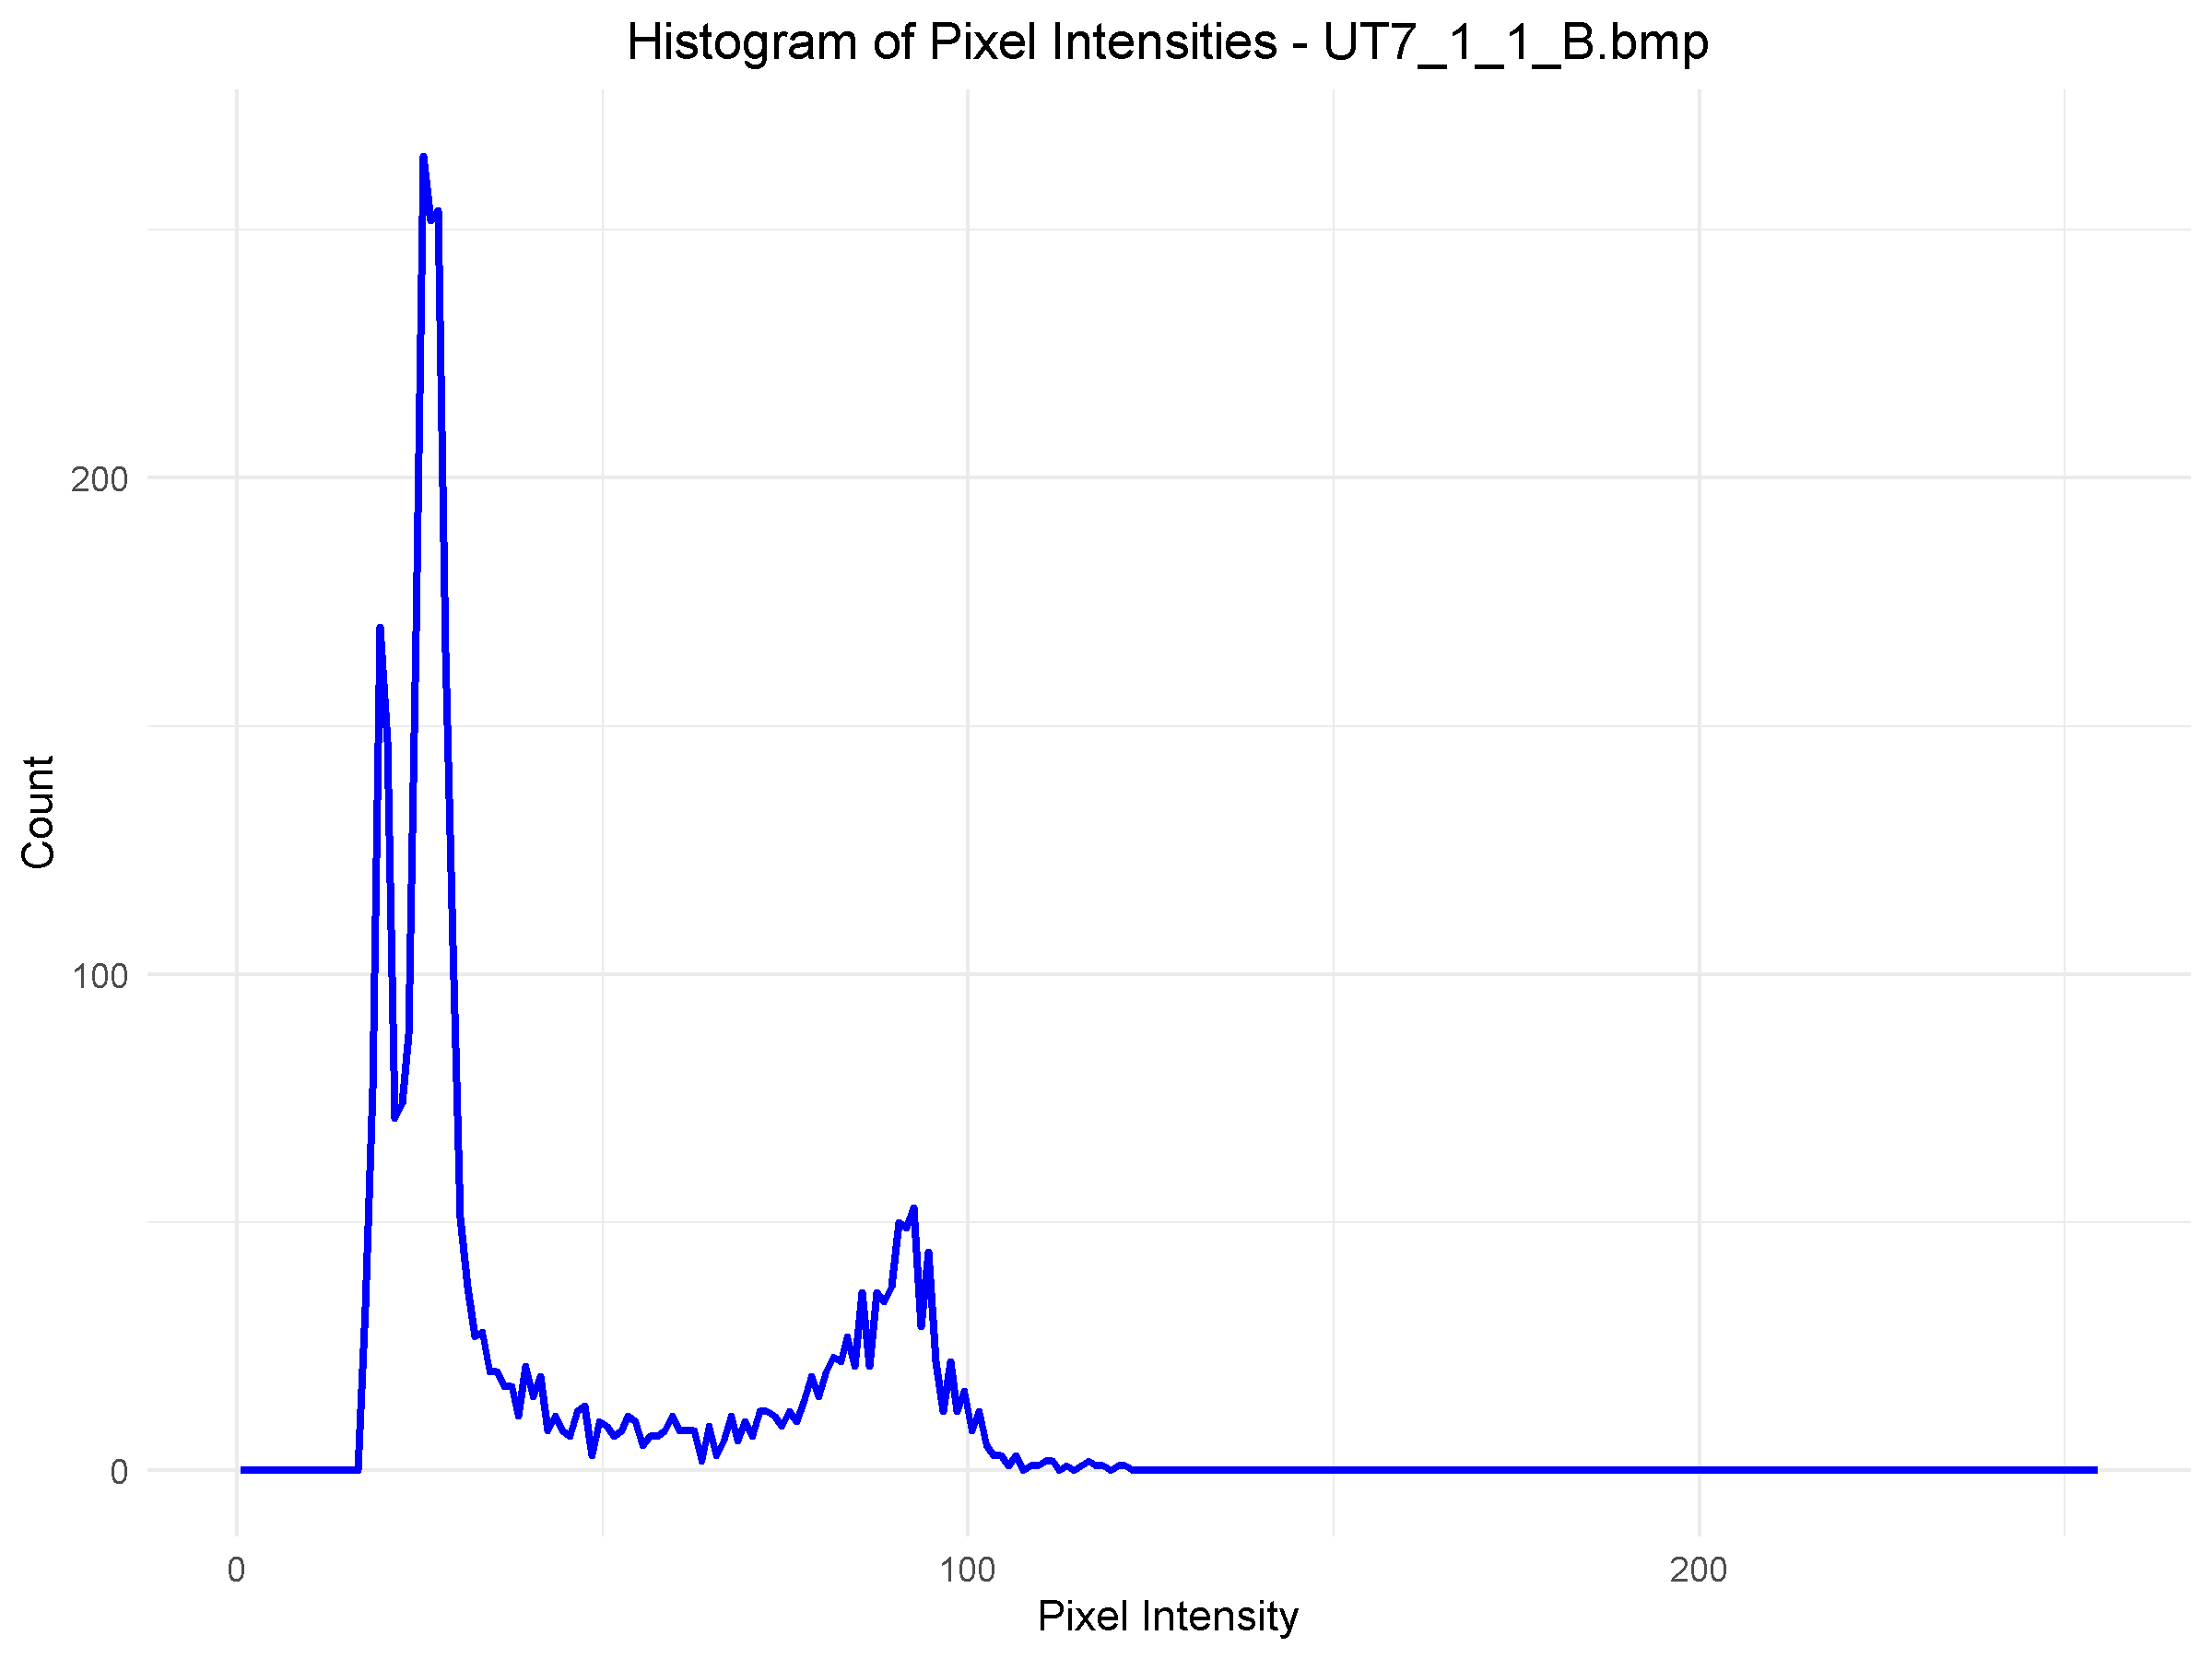 Histogram of Pixel Intensities - UT7_1_1_B.bmp
Count
200
100
0
0 100 200
Pixel Intensity